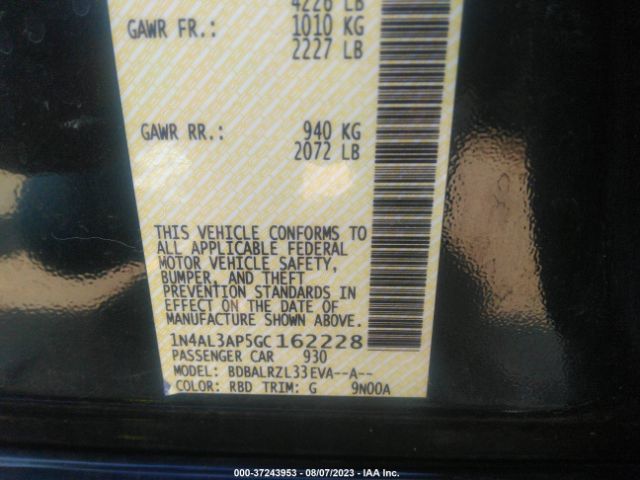 4226 LB
GAWR FR.: 1010 KG
2227 LB
GAWR RR.: 940 KG
2072 LB
THIS VEHICLE CONFORMS TO
ALL APPLICABLE FEDERAL
MOTOR VEHICLE SAFETY,
BUMPER, AND THEFT
PREVENTION STANDARDS IN
EFFECT ON THE DATE OF
MANUFACTURE SHOWN ABOVE.
1N4AL3AP5GC162228
PASSENGER CAR 930
MODEL: BDBALRZL33EVA--A--
COLOR: RBD TRIM: G 9N00A
000-37243953 - 08/07/2023 - IAA Inc.